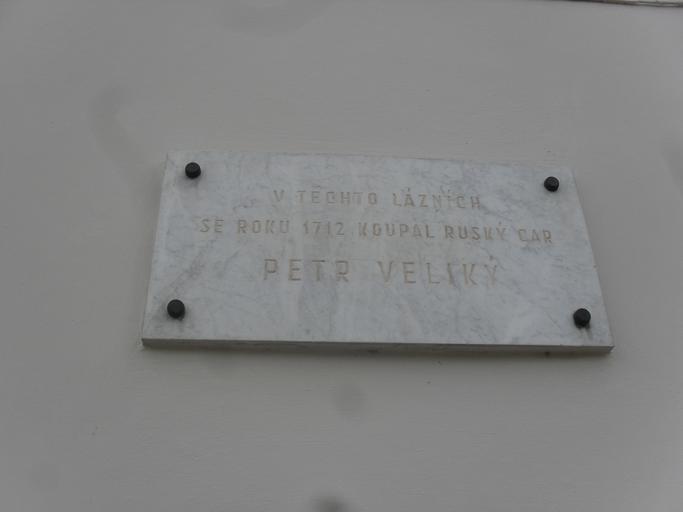 V TĚCHTO LÁZNÍCH
SE ROKU 1712 KOUPAL RUSKÝ CAR
PETR VELIKÝ